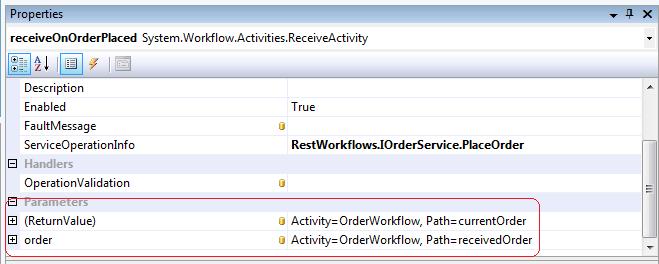 Properties
receiveOnOrderPlaced System.Workflow.Activities.ReceiveActivity
Description
Enabled True
FaultMessage
ServiceOperationInfo RestWorkflows.IOrderService.PlaceOrder
Handlers
OperationValidation
Parameters
(ReturnValue) Activity=OrderWorkflow, Path=currentOrder
order Activity=OrderWorkflow, Path=receivedOrder